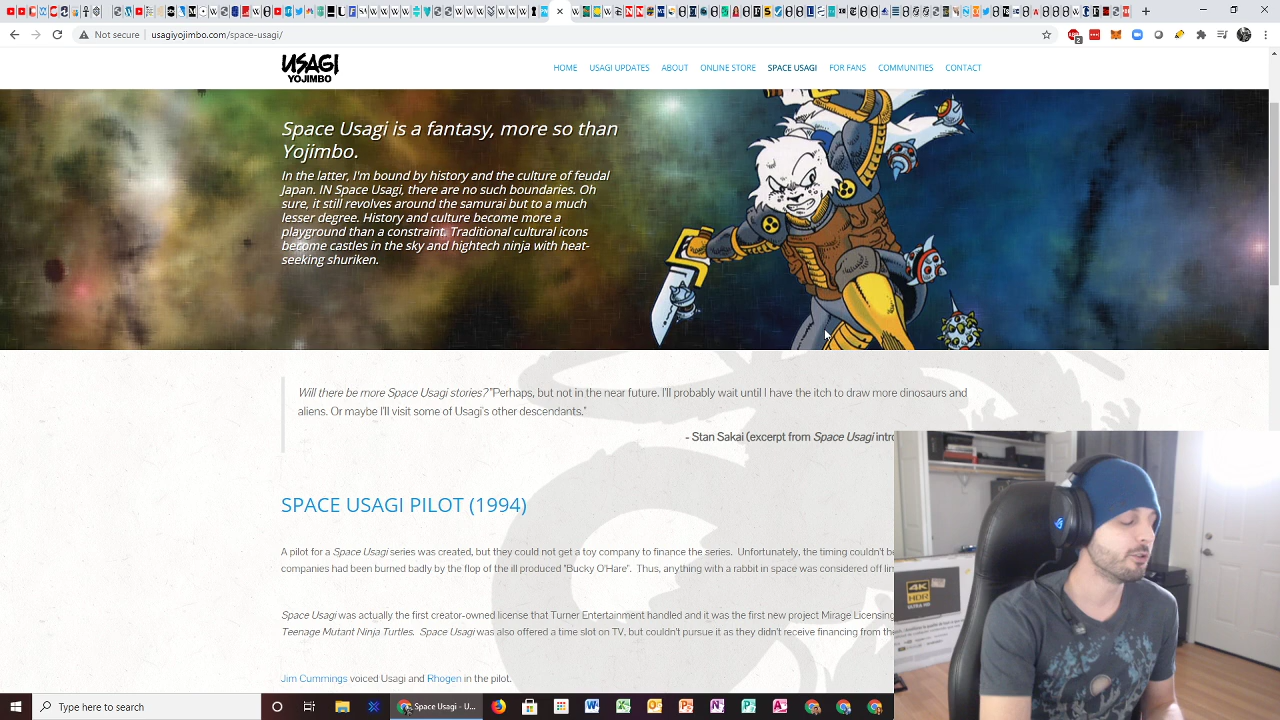 Not secure | usagiyojimbo.com/space-usagi/
2
USAGI
YOJIMBO
HOME USAGI UPDATES ABOUT ONLINE STORE SPACE USAGI FOR FANS COMMUNITIES CONTACT
Space Usagi is a fantasy, more so than
Yojimbo.
In the latter, I'm bound by history and the culture of feudal
Japan. IN Space Usagi, there are no such boundaries. Oh
sure, it still revolves around the samurai but to a much
lesser degree. History and culture become more a
playground than a constraint. Traditional cultural icons
become castles in the sky and hightech ninja with heat-
seeking shuriken.
Will there be more Space Usagi stories? "Perhaps, but not in the near future. I'll probably wait until I have the itch to draw more dinosaurs and
aliens. Or maybe I'll visit some of Usagi's other descendants."
- Stan Sakai (excerpt from Space Usagi intro
SPACE USAGI PILOT (1994)
A pilot for a Space Usagi series was created, but they could not get a toy company to finance the series. Unfortunately, the timing couldn't be
companies had been burned badly by the flop of the ill produced "Bucky O'Hare". Thus, anything with a rabbit in space was considered off lim
Space Usagi was actually the first creator-owned license that Turner Entertainment handled and it was the first new project Mirage Licensing
Teenage Mutant Ninja Turtles. Space Usagi was also offered a time slot on TV, but couldn't pursue it as they didn't receive financing from the
Jim Cummings voiced Usagi and Rhogen in the pilot.
4K
HDR
ULTRA HD
Type here to search
Space Usagi - U...